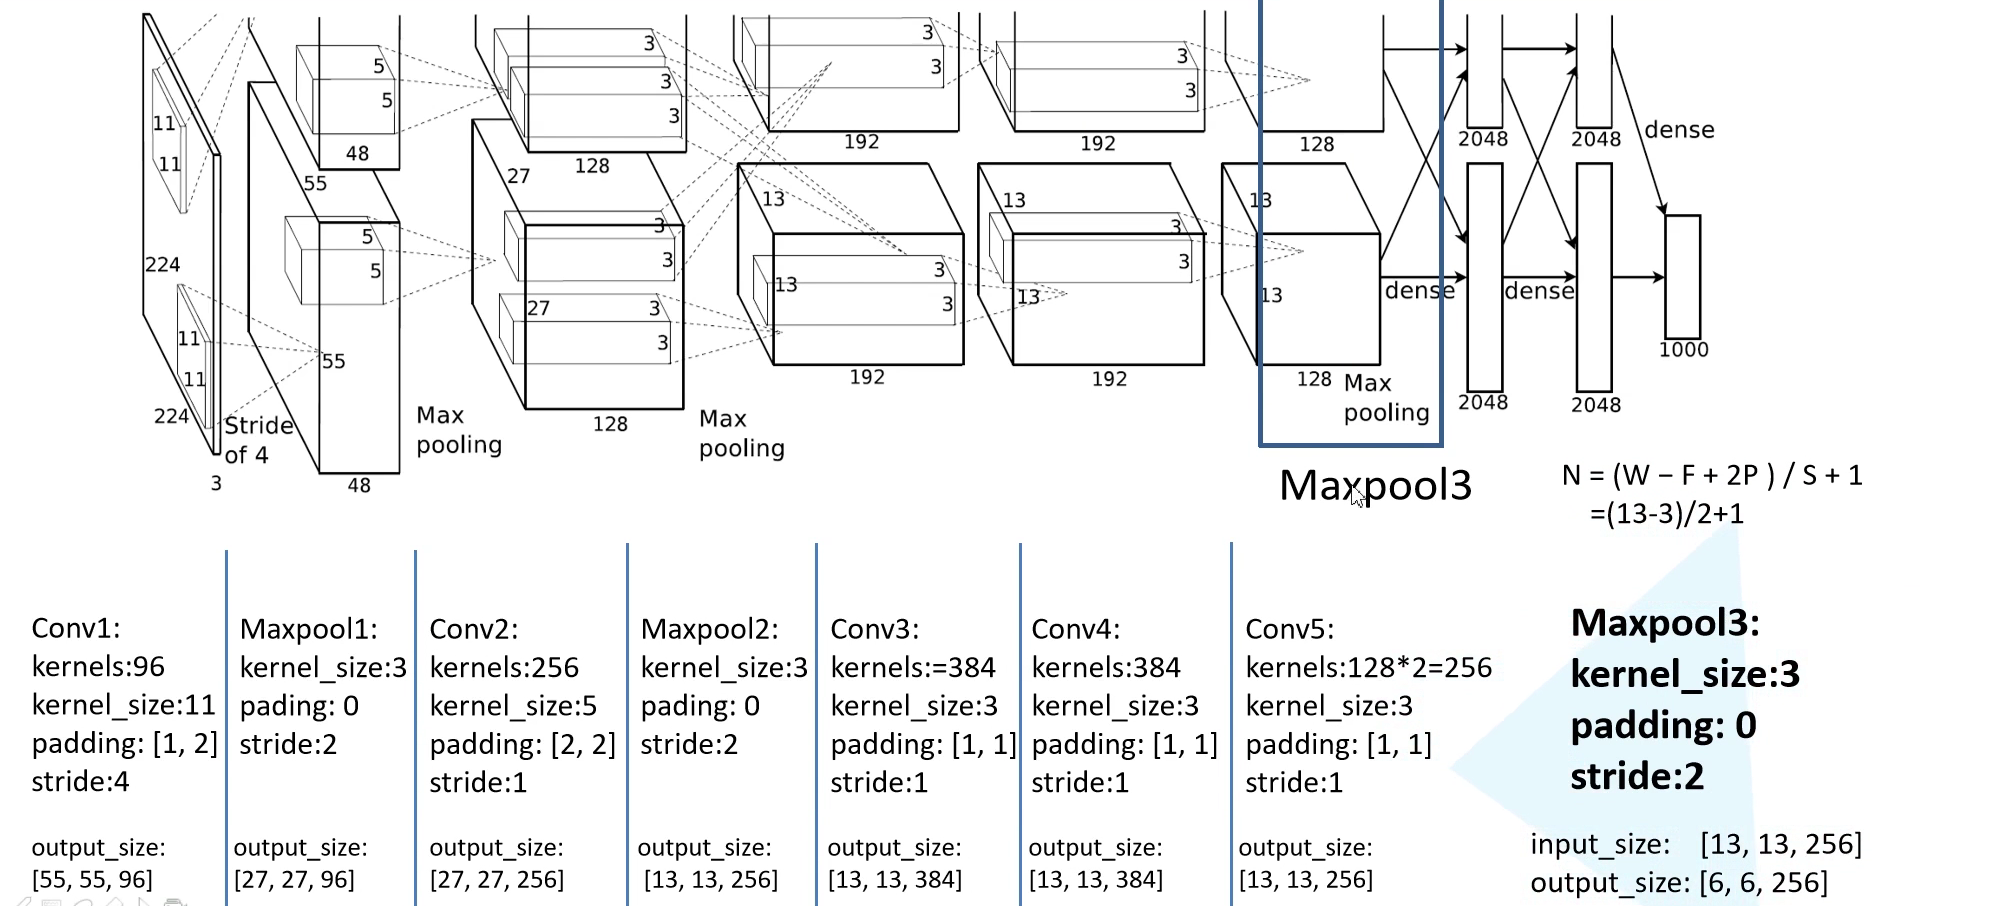 11
11
224
11
11
224
3
Stride
of 4
5
5
48
55
5
5
55
48
Max
pooling
3
3
3
128
27
3
3
27
3
3
128
Max
pooling
3
3
192
13
3
3
13
192
3
3
192
13
3
3
13
192
128
13
13
128
Max
pooling
dense
2048
2048
dense
2048
2048
dense
1000
Maxpool3
N = (W − F + 2P ) / S + 1
=(13-3)/2+1
Conv1:
kernels:96
kernel_size:11
padding: [1, 2]
stride:4
output_size:
[55, 55, 96]
Maxpool1:
kernel_size:3
pading: 0
stride:2
output_size:
[27, 27, 96]
Conv2:
kernels:256
kernel_size:5
padding: [2, 2]
stride:1
output_size:
[27, 27, 256]
Maxpool2:
kernel_size:3
pading: 0
stride:2
output_size:
[13, 13, 256]
Conv3:
kernels:=384
kernel_size:3
padding: [1, 1]
stride:1
output_size:
[13, 13, 384]
Conv4:
kernels:384
kernel_size:3
padding: [1, 1]
stride:1
output_size:
[13, 13, 384]
Conv5:
kernels:128*2=256
kernel_size:3
padding: [1, 1]
stride:1
output_size:
[13, 13, 256]
Maxpool3:
kernel_size:3
padding: 0
stride:2
input_size: [13, 13, 256]
output_size: [6, 6, 256]